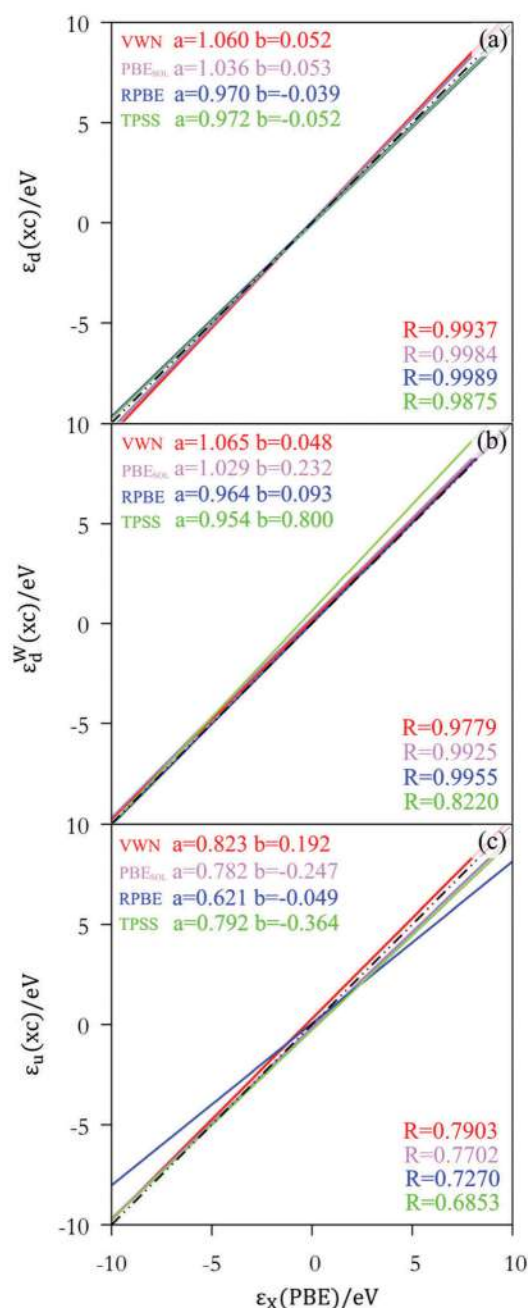 10
(a)
VWN a=1.060 b=0.052
PBESOL a=1.036 b=0.053
RPBE a=0.970 b=-0.039
TPSS a=0.972 b=-0.052
5
0
-5
εd(xc)/eV
R=0.9937
R=0.9984
R=0.9989
R=0.9875
10
(b)
VWN a=1.065 b=0.048
PBESOL a=1.029 b=0.232
RPBE a=0.964 b=0.093
TPSS a=0.954 b=0.800
5
0
-5
εdW(xc)/eV
R=0.9779
R=0.9925
R=0.9955
R=0.8220
10
(c)
VWN a=0.823 b=0.192
PBESOL a=0.782 b=-0.247
RPBE a=0.621 b=-0.049
TPSS a=0.792 b=-0.364
5
0
-5
-10
εu(xc)/eV
R=0.7903
R=0.7702
R=0.7270
R=0.6853
-10 -5 0 5 10
εx(PBE)/eV